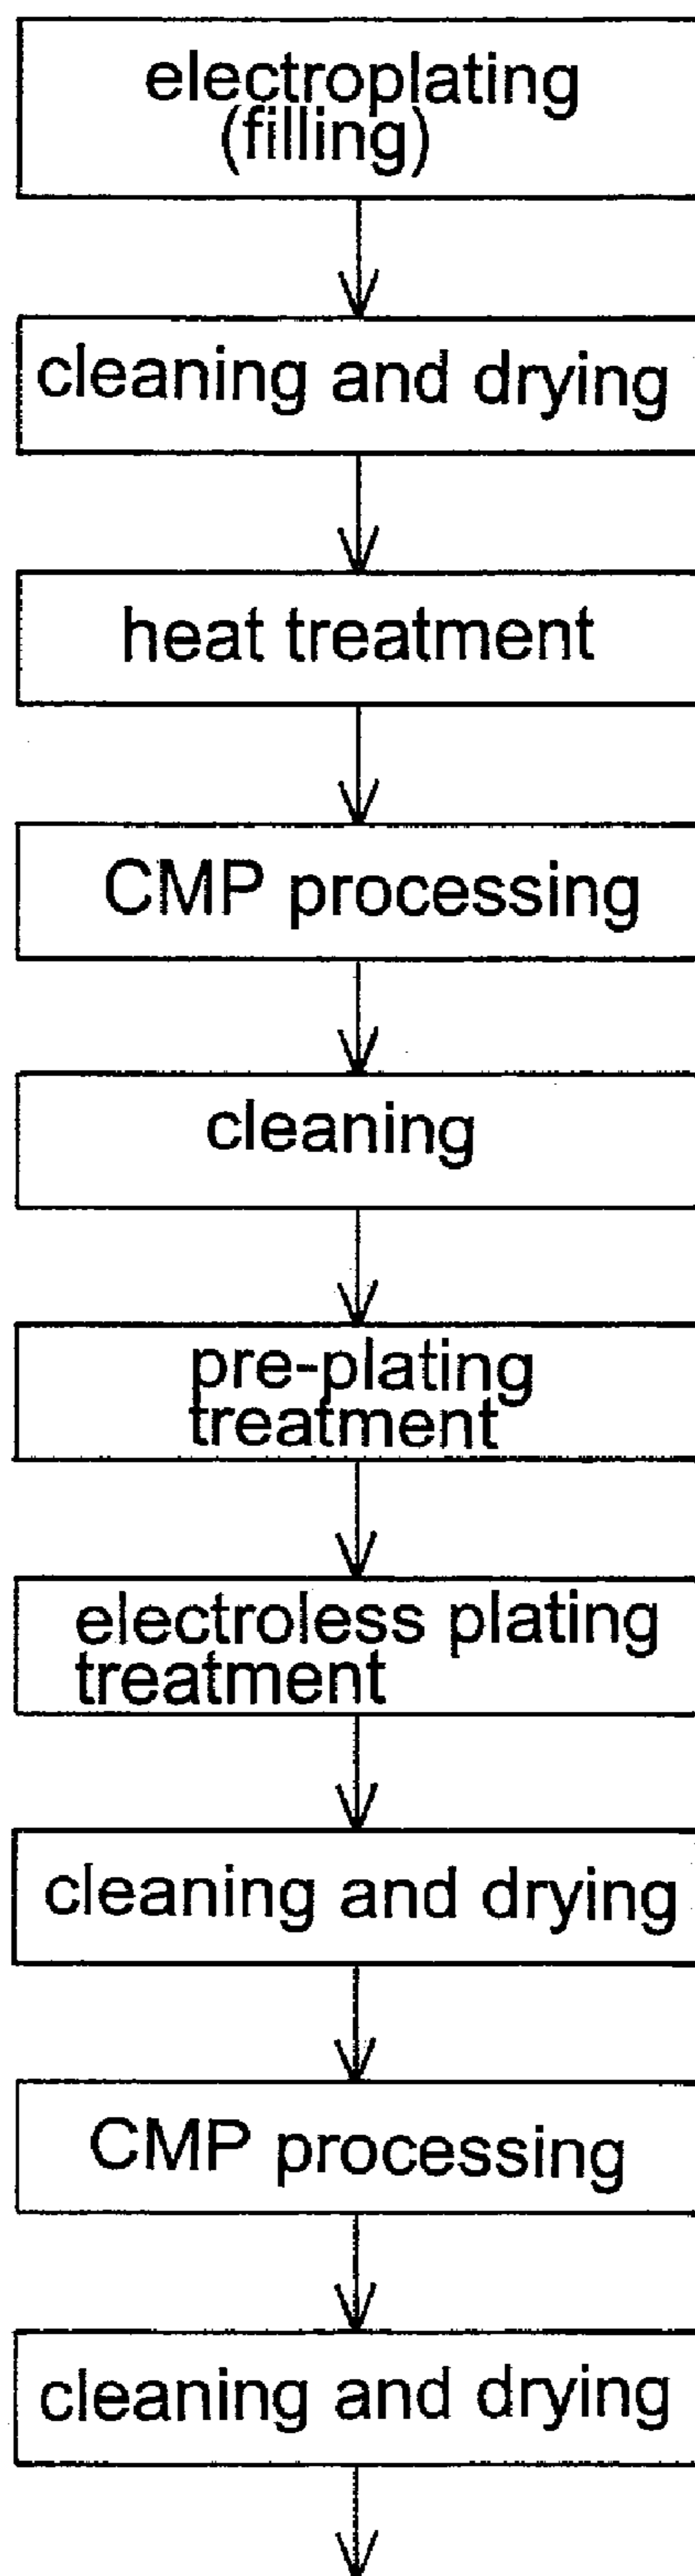 electroplating
(filling)
cleaning and drying
heat treatment
CMP processing
cleaning
pre-plating
treatment
electroless plating
treatment
cleaning and drying
CMP processing
cleaning and drying